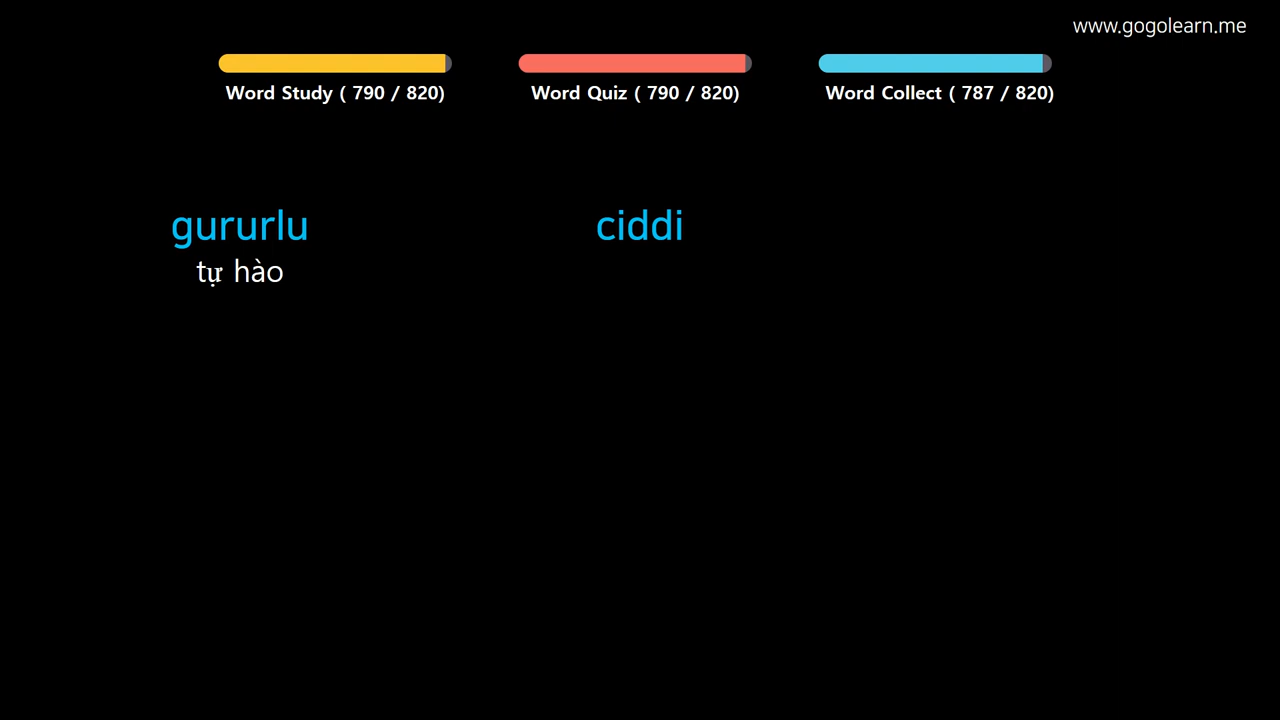 www.gogolearn.me
Word Study ( 790 / 820)
Word Quiz ( 790 / 820)
Word Collect ( 787 / 820)
gururlu
ciddi
tự hào